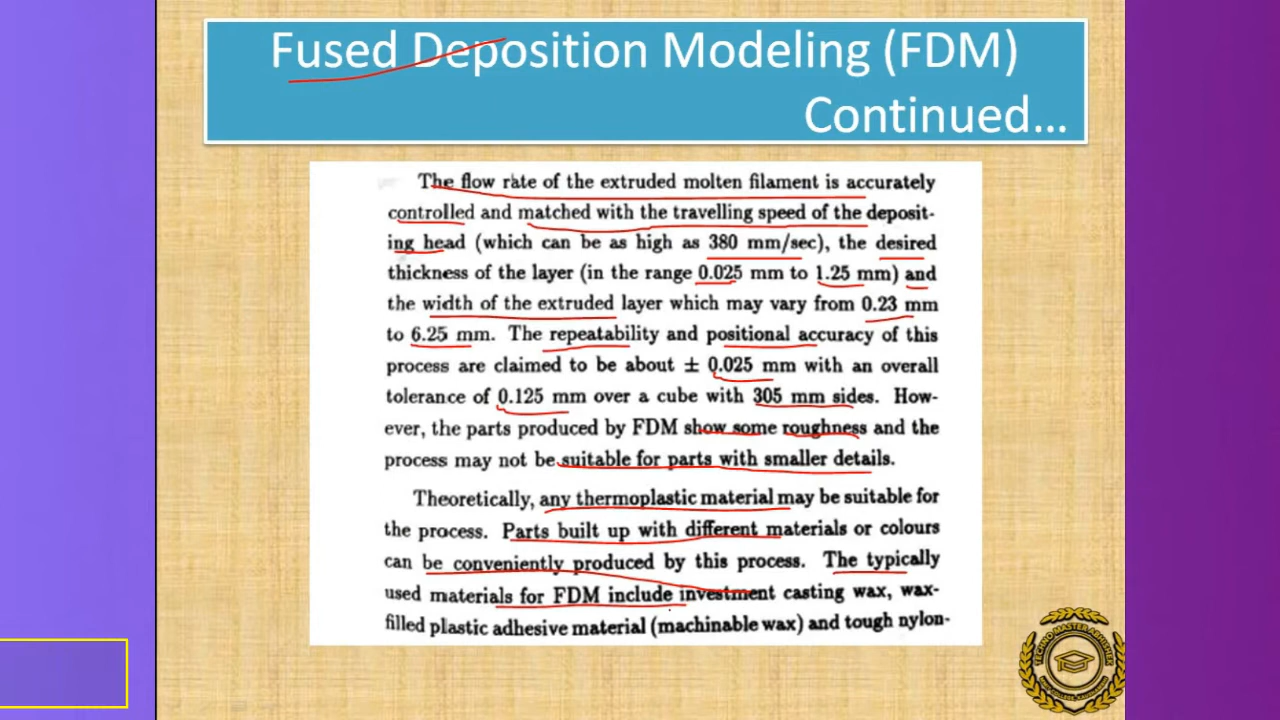 Fused Deposition Modeling (FDM)
Continued...
The flow rate of the extruded molten filament is accurately
controlled and matched with the travelling speed of the deposit-
ing head (which can be as high as 380 mm/sec), the desired
thickness of the layer (in the range 0.025 mm to 1.25 mm) and
the width of the extruded layer which may vary from 0.23 mm
to 6.25 mm. The repeatability and positional accuracy of this
process are claimed to be about ± 0.025 mm with an overall
tolerance of 0.125 mm over a cube with 305 mm sides. How-
ever, the parts produced by FDM show some roughness and the
process may not be suitable for parts with smaller details.
Theoretically, any thermoplastic material may be suitable for
the process. Parts built up with different materials or colours
can be conveniently produced by this process. The typically
used materials for FDM include investment casting wax, wax-
filled plastic adhesive material (machinable wax) and tough nylon-